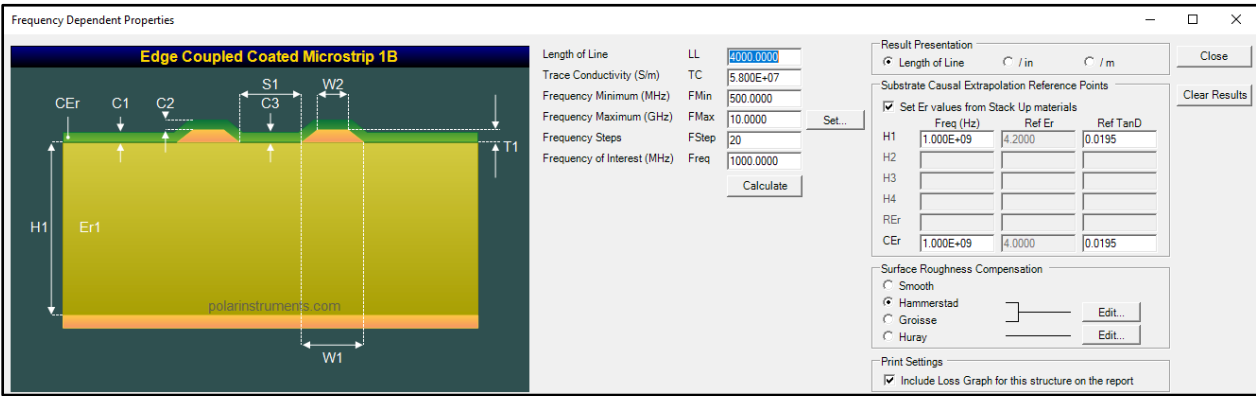 Frequency Dependent Properties
Edge Coupled Coated Microstrip 1B
S1 W2
CEr C1 C2 C3
T1
H1 Er1
polarinstruments.com
W1
Length of Line LL 4000.0000
Trace Conductivity (S/m) TC 5.800E+07
Frequency Minimum (MHz) FMin 500.0000
Frequency Maximum (GHz) FMax 10.0000 Set...
Frequency Steps FStep 20
Frequency of Interest (MHz) Freq 1000.0000
Calculate
Result Presentation
Length of Line / in / m
Substrate Causal Extrapolation Reference Points
Set Er values from Stack Up materials
Freq (Hz) Ref Er Ref TanD
H1 1.000E+09 4.2000 0.0195
H2
H3
H4
REr
CEr 1.000E+09 4.0000 0.0195
Surface Roughness Compensation
Smooth
Hammerstad
Edit...
Groisse
Huray Edit...
Print Settings
Include Loss Graph for this structure on the report
Close
Clear Results